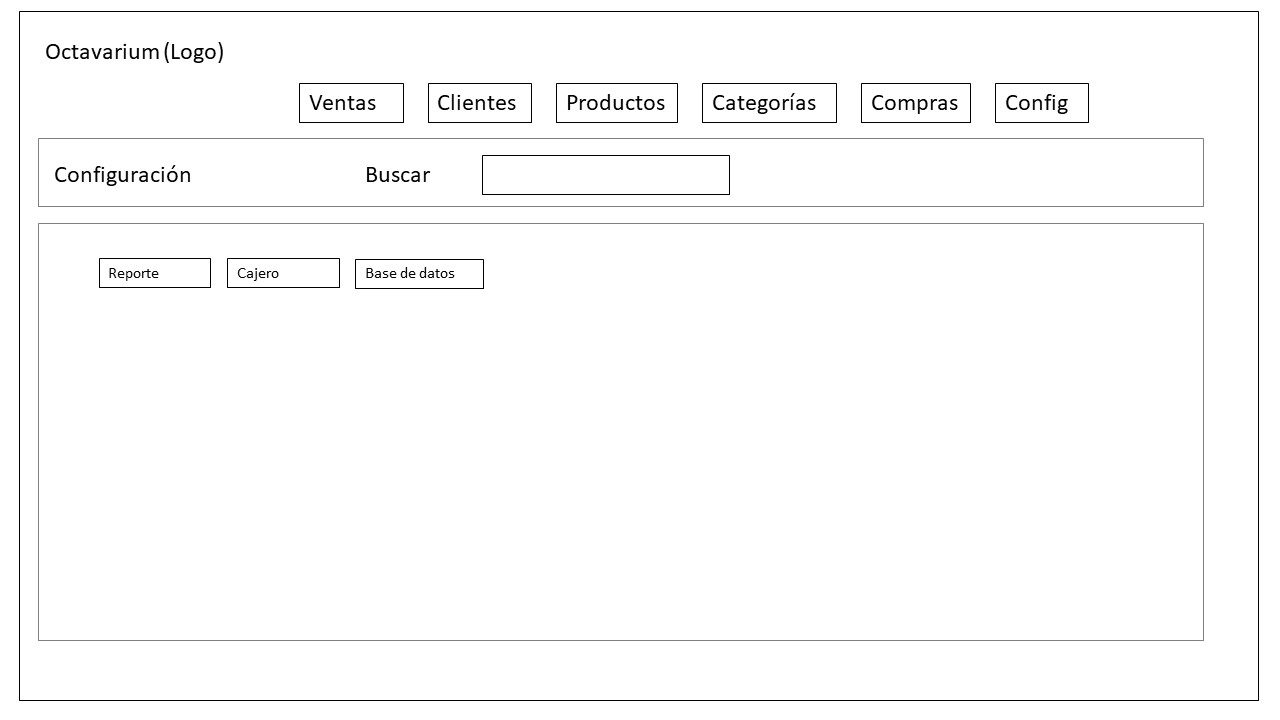 Octavarium (Logo)
Ventas Clientes Productos Categorías Compras Config
Configuración Buscar
Reporte Cajero Base de datos